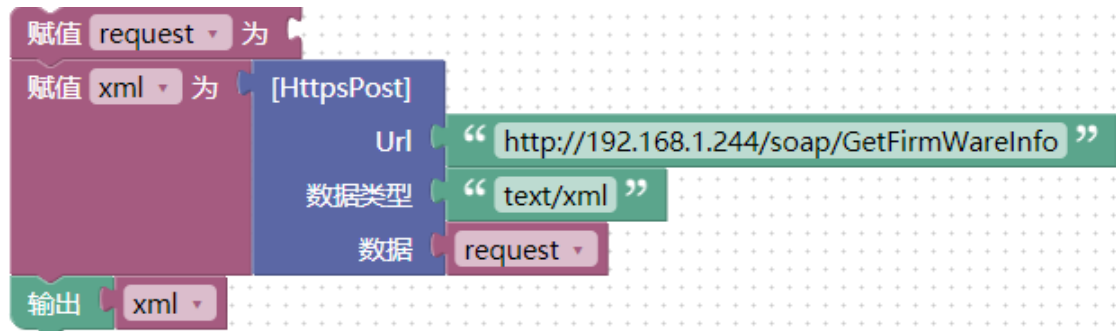 赋值 request 为
赋值 xml 为 [HttpsPost]
Url “ http://192.168.1.244/soap/GetFirmWareInfo ”
数据类型 “ text/xml ”
数据 request
输出 xml